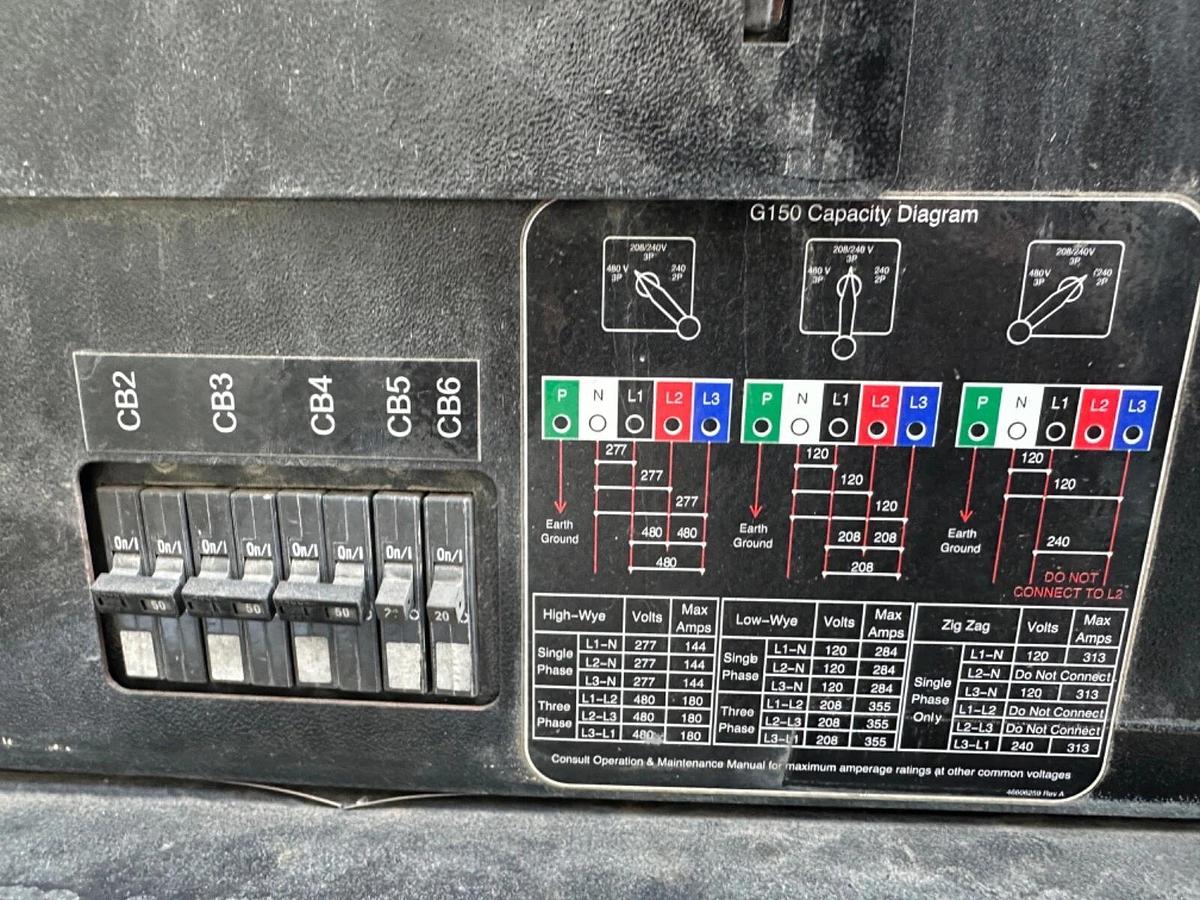 G150 Capacity Diagram
208/240V
3P
480 V
3P
240
2P
208/240 V
3P
480 V
3P
240
2P
208/240V
3P
480V
3P
240
2P
P N L1 L2 L3
P N L1 L2 L3
P N L1 L2 L3
277
277
277
480 480
480
Earth
Ground
120
120
120
208 208
208
Earth
Ground
120
120
240
Earth
Ground
DO NOT
CONNECT TO L2
High-Wye Volts Max Amps
Single Phase
L1-N 277 144
L2-N 277 144
L3-N 277 144
Three Phase
L1-L2 480 180
L2-L3 480 180
L3-L1 480 180
Low-Wye Volts Max Amps
Single Phase
L1-N 120 284
L2-N 120 284
L3-N 120 284
Three Phase
L1-L2 208 355
L2-L3 208 355
L3-L1 208 355
Zig Zag Volts Max Amps
Single Phase Only
L1-N 120 313
L2-N Do Not Connect
L3-N 120 313
L1-L2 Do Not Connect
L2-L3 Do Not Connect
L3-L1 240 313
Consult Operation & Maintenance Manual for maximum amperage ratings at other common voltages
46606259 Rev A
CB2 CB3 CB4 CB5 CB6
On/I On/I On/I On/I On/I On/I On/I On/I
50 50 50 20